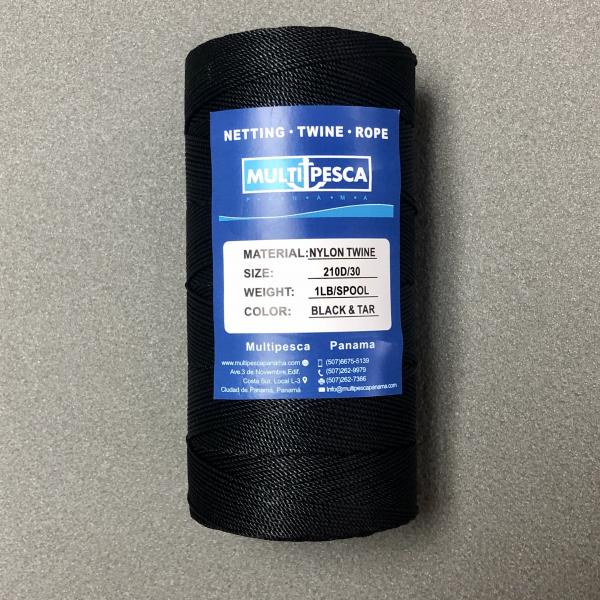 NETTING • TWINE • ROPE
MULTIPESCA
PANAMA
MATERIAL: NYLON TWINE
SIZE: 210D/30
WEIGHT: 1LB/SPOOL
COLOR: BLACK & TAR
Multipesca Panama
www.multipescapanama.com (507)6675-5139
Ave.3 de Noviembre,Edif. (507)262-9979
Costa Sur, Local L-3 (507)262-7366
Ciudad de Panamá, Panamá Info@multipescapanama.com